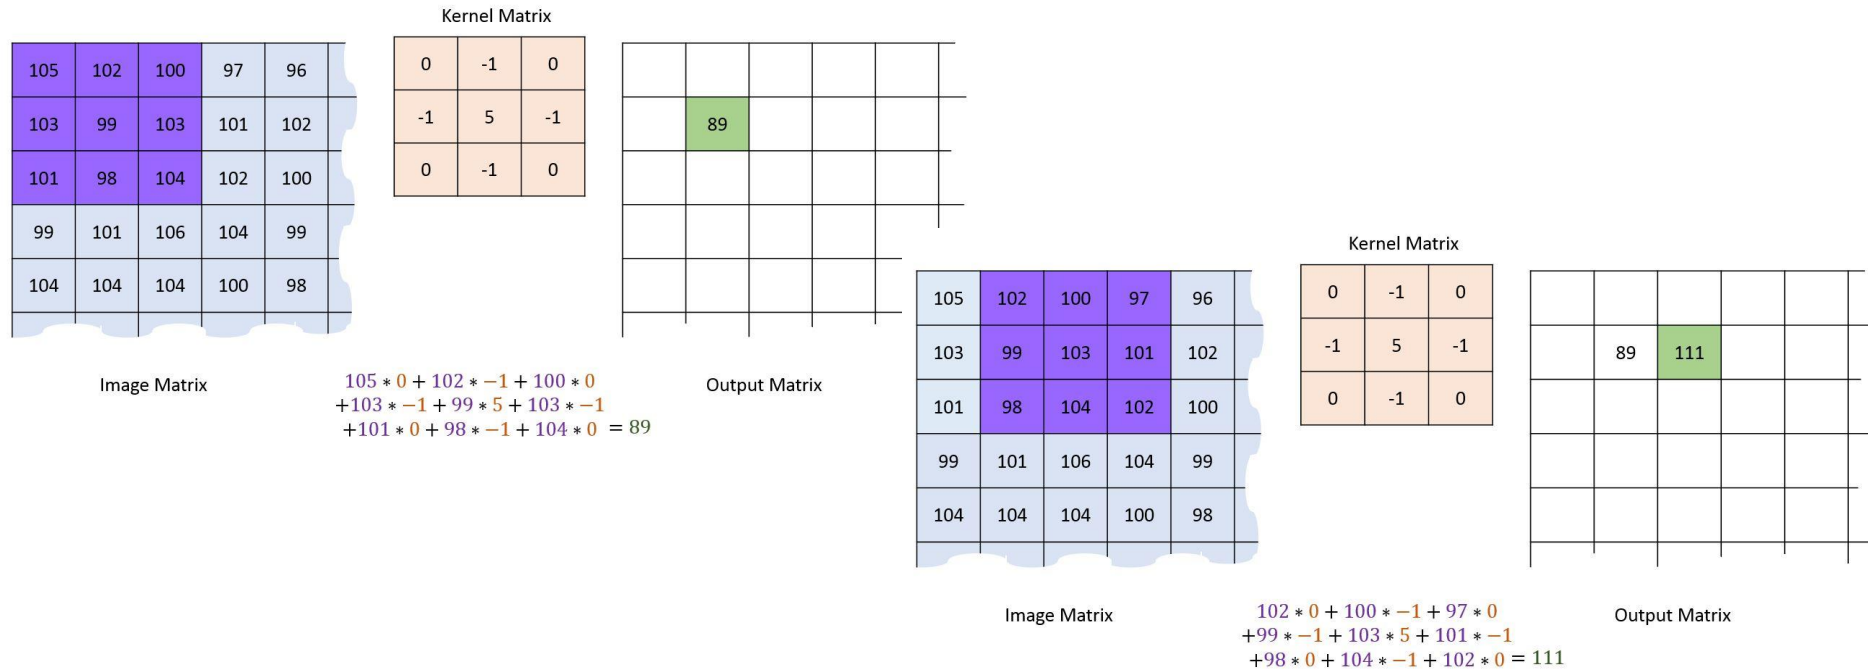 Kernel Matrix
105 102 100 97 96
103 99 103 101 102
101 98 104 102 100
99 101 106 104 99
104 104 104 100 98
0 -1 0
-1 5 -1
0 -1 0
89
Image Matrix
105 * 0 + 102 * −1 + 100 * 0
+103 * −1 + 99 * 5 + 103 * −1
+101 * 0 + 98 * −1 + 104 * 0 = 89
Output Matrix
Kernel Matrix
105 102 100 97 96
103 99 103 101 102
101 98 104 102 100
99 101 106 104 99
104 104 104 100 98
0 -1 0
-1 5 -1
0 -1 0
89 111
Image Matrix
102 * 0 + 100 * −1 + 97 * 0
+99 * −1 + 103 * 5 + 101 * −1
+98 * 0 + 104 * −1 + 102 * 0 = 111
Output Matrix